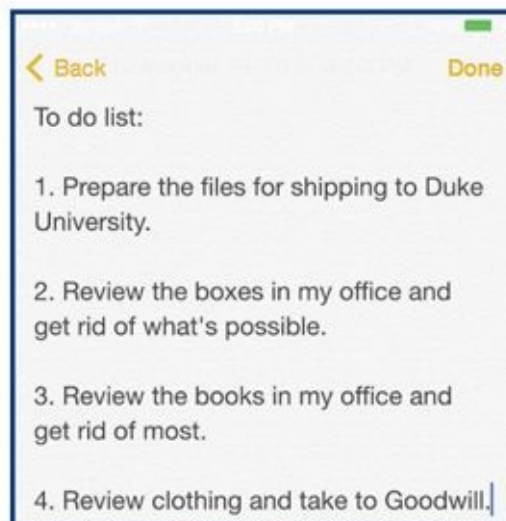 Back Done
To do list:
1. Prepare the files for shipping to Duke
University.
2. Review the boxes in my office and
get rid of what's possible.
3. Review the books in my office and
get rid of most.
4. Review clothing and take to Goodwill.